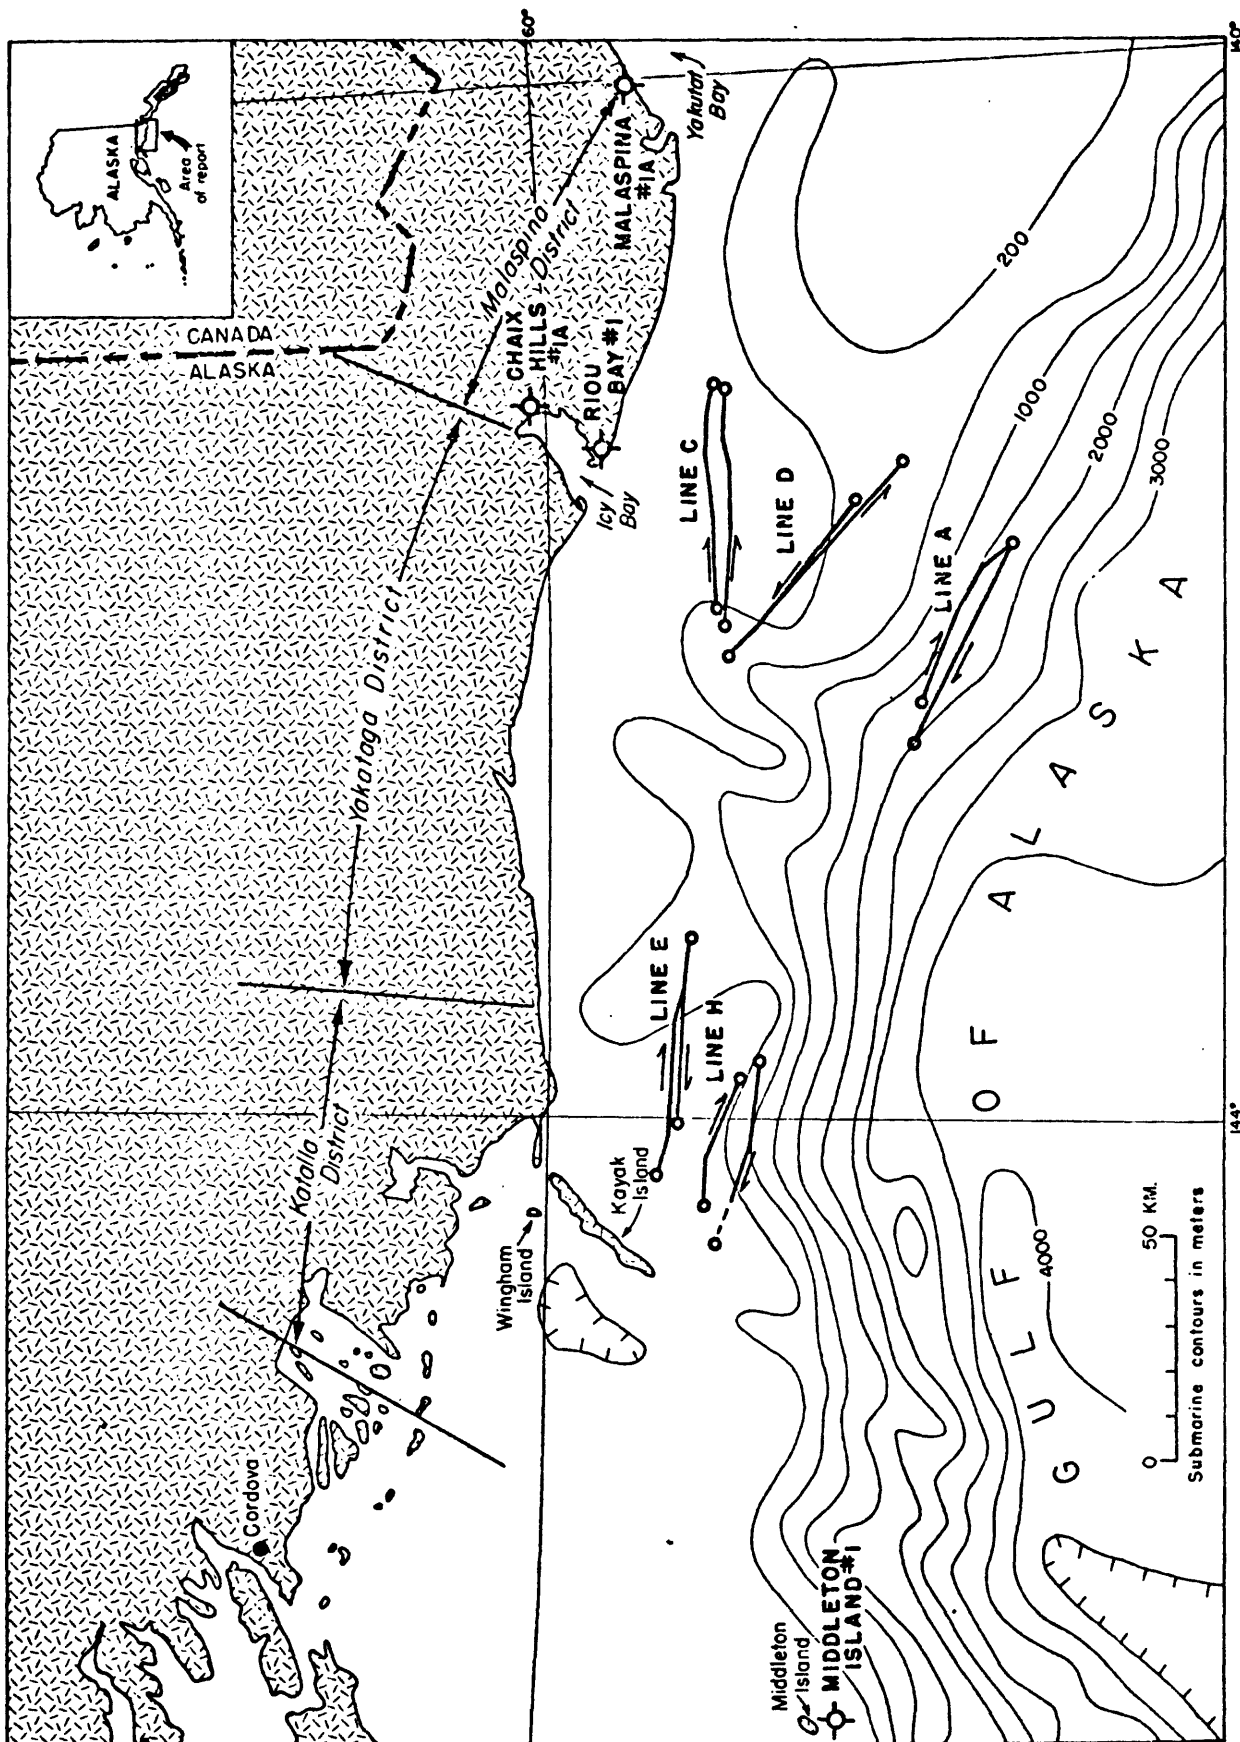 60°
ALASKA
Area
of report
CANADA
ALASKA
Malaspina
District
Yakataga District
Katalla
District
CHAIX
HILLS
#1A
RIOU
BAY #1
MALASPINA
#1A
Yakutat
Bay
Icy
Bay
Cordova
Wingham
Island
Kayak
Island
LINE C
LINE D
LINE A
LINE E
LINE H
200
1000
2000
3000
4000
Middleton
Island
MIDDLETON
ISLAND #1
GULF OF ALASKA
0 50 KM.
Submarine contours in meters
144°
140°